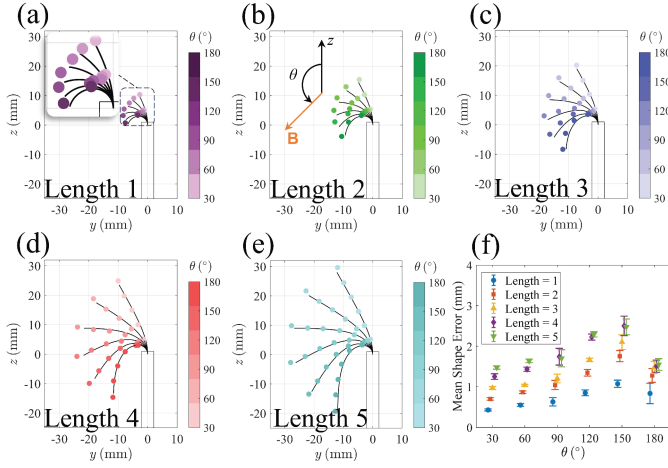 (a)
θ (°)
180
150
120
90
60
30
z (mm)
30
20
10
0
-10
-20
Length 1
-30 -20 -10 0 10
y (mm)
(b)
z
θ
B
θ (°)
180
150
120
90
60
30
z (mm)
30
20
10
0
-10
-20
Length 2
-30 -20 -10 0 10
y (mm)
(c)
θ (°)
180
150
120
90
60
30
z (mm)
30
20
10
0
-10
-20
Length 3
-30 -20 -10 0 10
y (mm)
(d)
θ (°)
180
150
120
90
60
30
z (mm)
30
20
10
0
-10
-20
Length 4
-30 -20 -10 0 10
y (mm)
(e)
θ (°)
180
150
120
90
60
30
z (mm)
30
20
10
0
-10
-20
Length 5
-30 -20 -10 0 10
y (mm)
(f)
Mean Shape Error (mm)
4
3
2
1
0
Length = 1
Length = 2
Length = 3
Length = 4
Length = 5
30 60 90 120 150 180
θ (°)